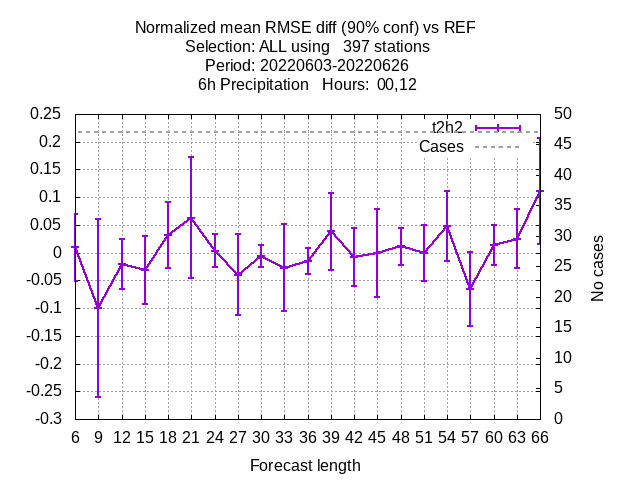 Normalized mean RMSE diff (90% conf) vs REF
Selection: ALL using   397 stations
Period: 20220603-20220626
6h Precipitation   Hours:  00,12
0.25
0.2
0.15
0.1
0.05
0
-0.05
-0.1
-0.15
-0.2
-0.25
-0.3
t2h2
Cases
50
45
40
35
30
25
20
15
10
5
0
No cases
6 9 12 15 18 21 24 27 30 33 36 39 42 45 48 51 54 57 60 63 66
Forecast length